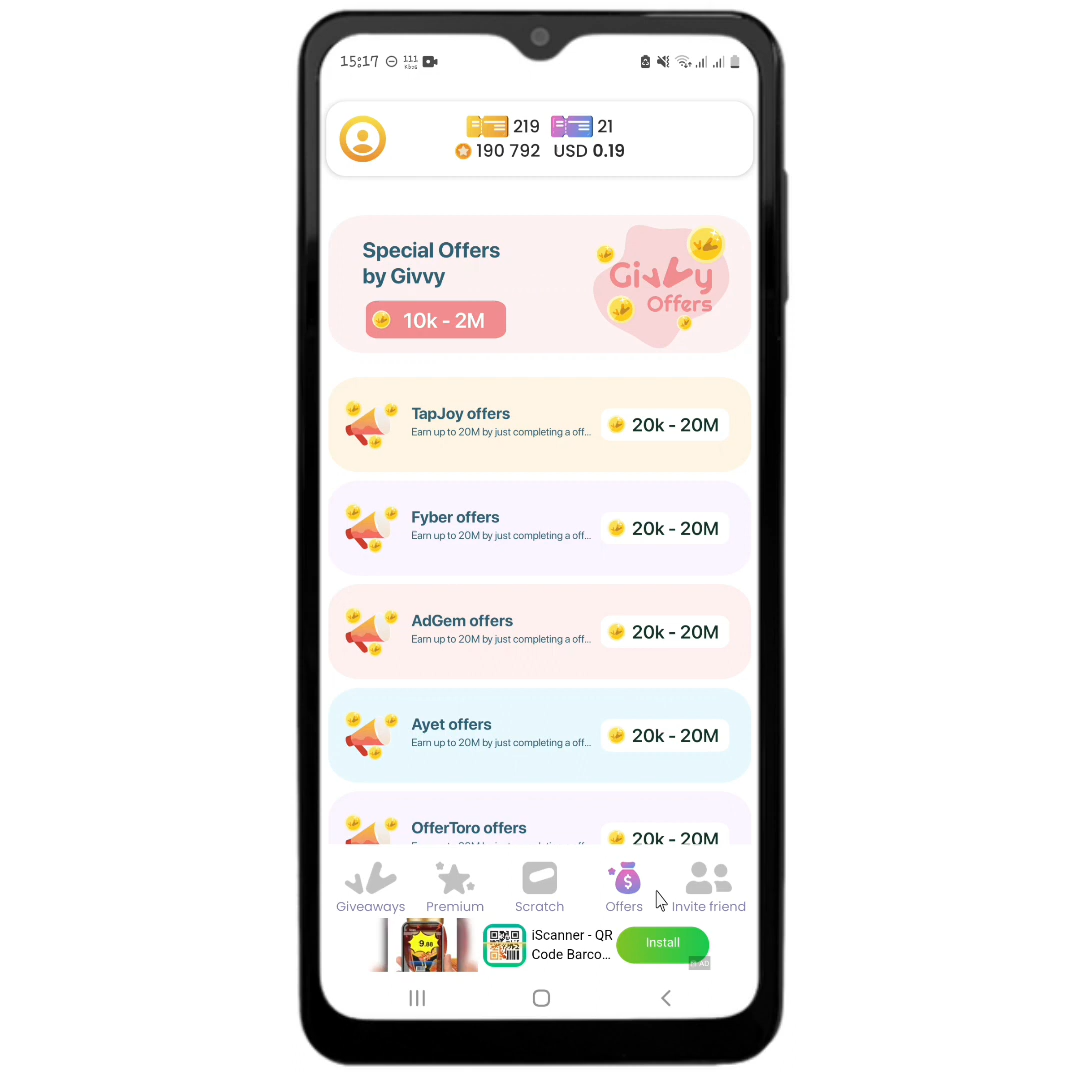 15:17 111 KB/s
219 21
190 792 USD 0.19
Special Offers
by Givvy
10k - 2M
Givvy
Offers
TapJoy offers
Earn up to 20M by just completing a off...
20k - 20M
Fyber offers
Earn up to 20M by just completing a off...
20k - 20M
AdGem offers
Earn up to 20M by just completing a off...
20k - 20M
Ayet offers
Earn up to 20M by just completing a off...
20k - 20M
OfferToro offers
20k - 20M
Giveaways Premium Scratch Offers Invite friend
9.88
iScanner - QR
Code Barco...
Install